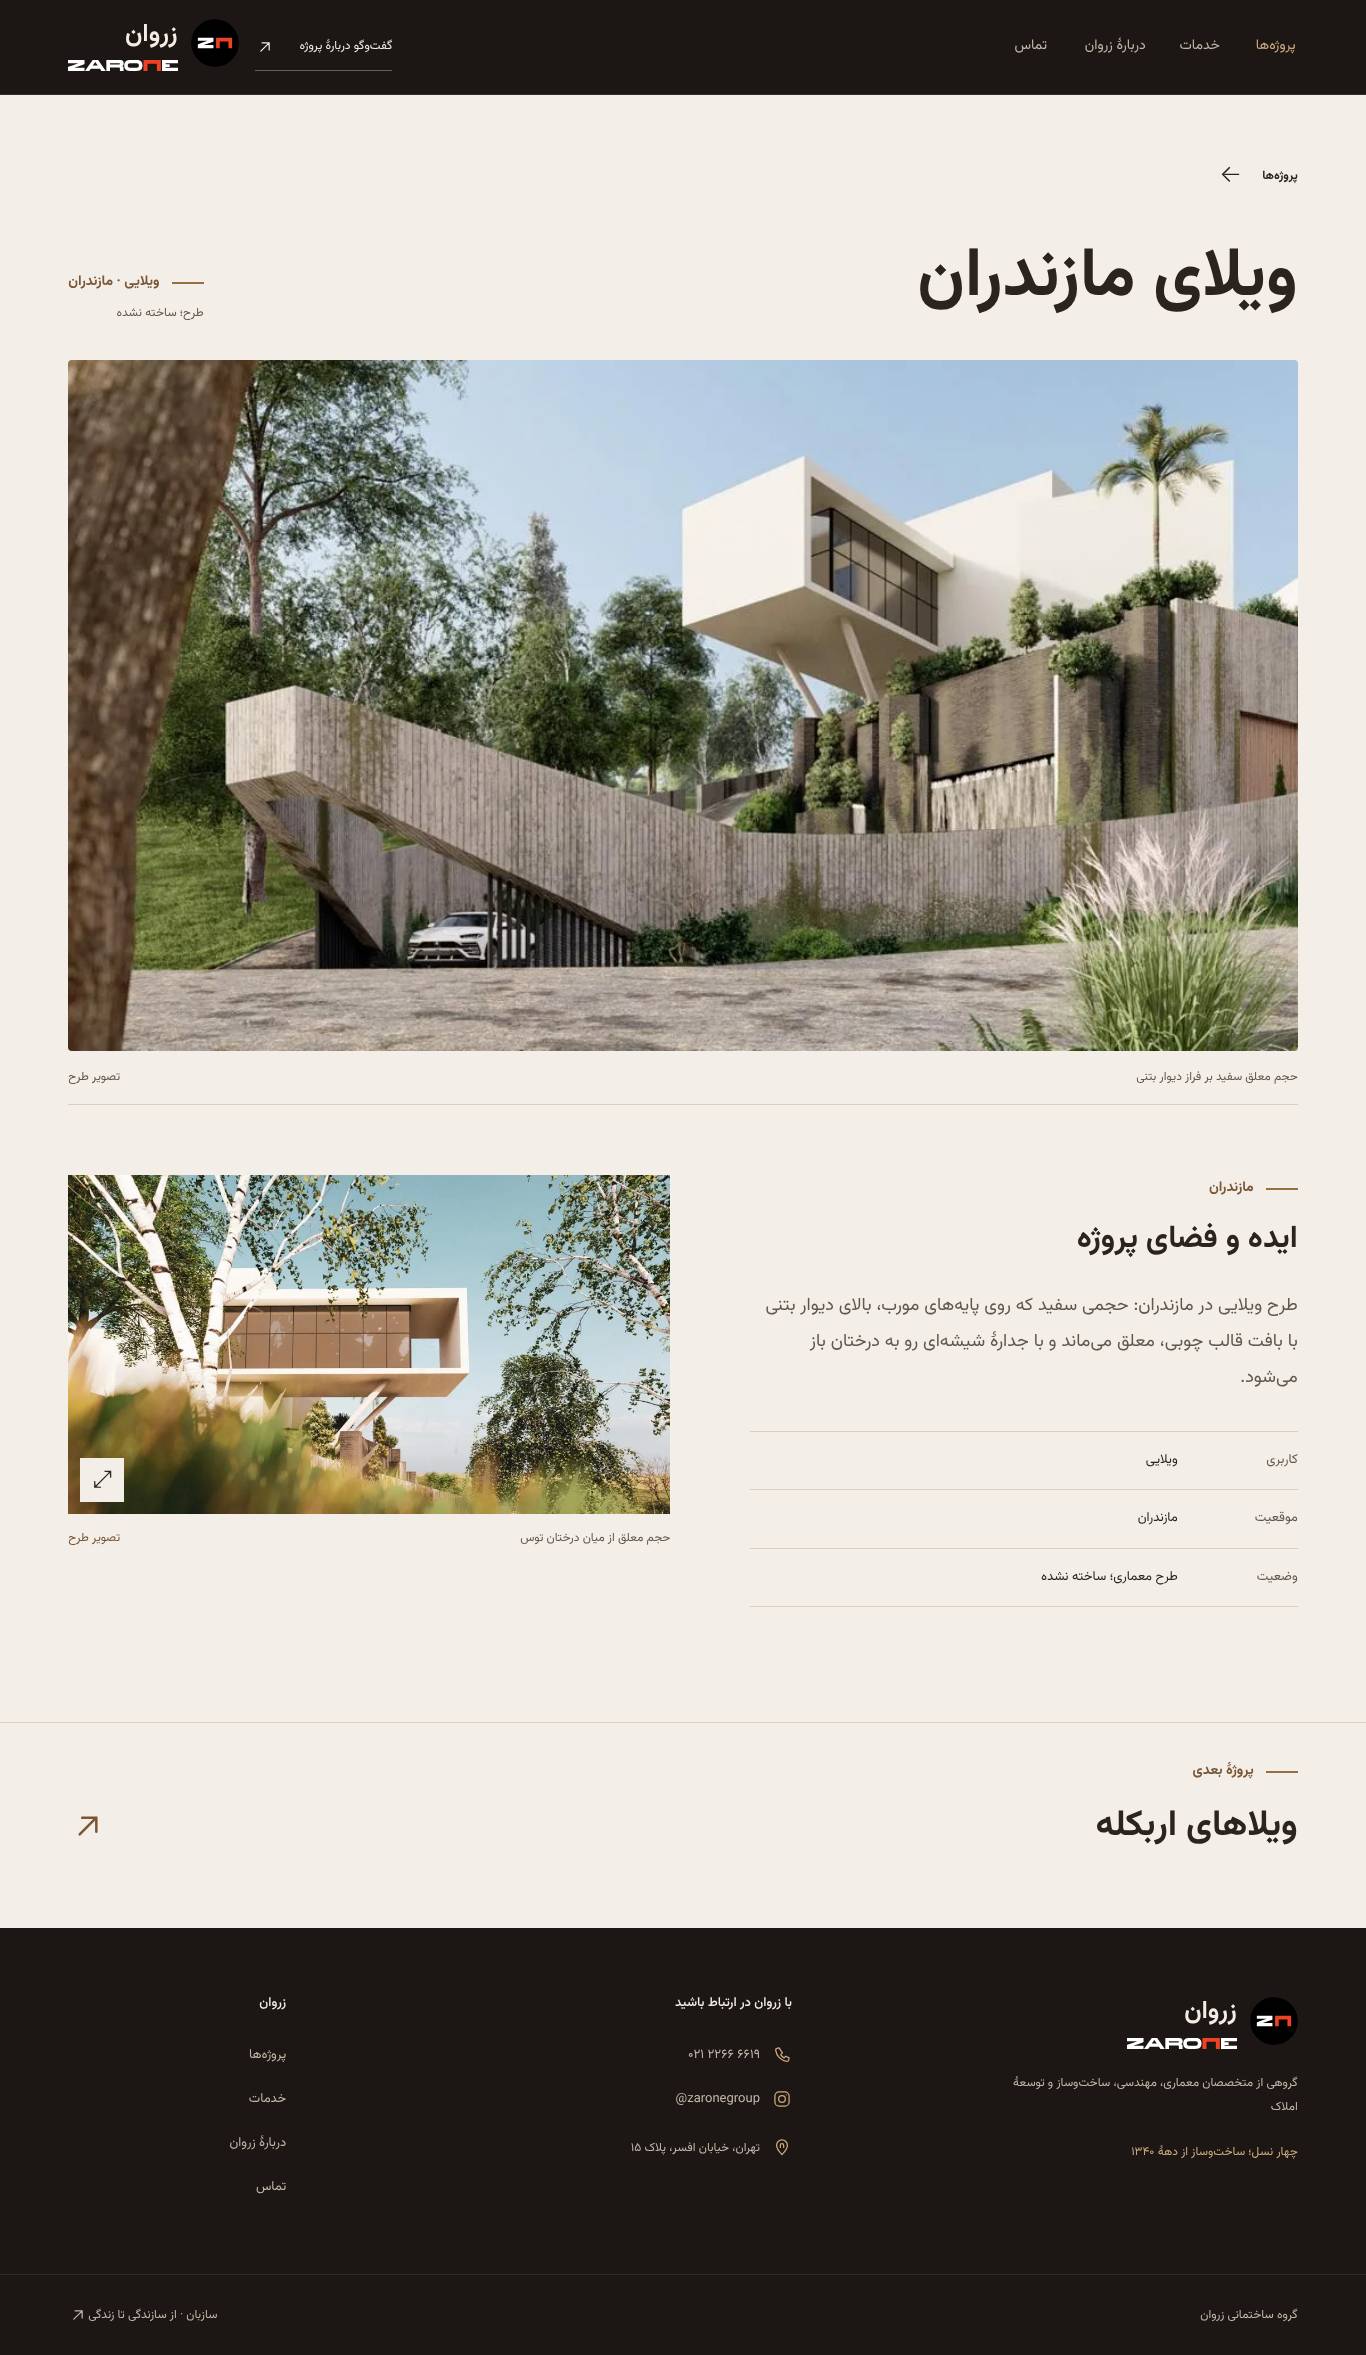 پروژه‌ها
خدمات
دربارهٔ زروان
تماس
گفت‌وگو دربارهٔ پروژه
zn
زروان
ZARONE
پروژه‌ها
ویلای مازندران
ویلایی · مازندران
طرح؛ ساخته نشده
حجم معلق سفید بر فراز دیوار بتنی
تصویر طرح
مازندران
ایده و فضای پروژه
طرح ویلایی در مازندران: حجمی سفید که روی پایه‌های مورب، بالای دیوار بتنی
با بافت قالب چوبی، معلق می‌ماند و با جدارهٔ شیشه‌ای رو به درختان باز
می‌شود.
کاربری
ویلایی
موقعیت
مازندران
وضعیت
طرح معماری؛ ساخته نشده
حجم معلق از میان درختان توس
تصویر طرح
پروژهٔ بعدی
ویلاهای اربکله
zn
زروان
ZARONE
گروهی از متخصصان معماری، مهندسی، ساخت‌وساز و توسعهٔ
املاک
چهار نسل؛ ساخت‌وساز از دههٔ ۱۳۴۰
با زروان در ارتباط باشید
۰۲۱ ۲۲۶۶ ۶۶۱۹
@zaronegroup
تهران، خیابان افسر، پلاک ۱۵
زروان
پروژه‌ها
خدمات
دربارهٔ زروان
تماس
گروه ساختمانی زروان
سازبان · از سازندگی تا زندگی